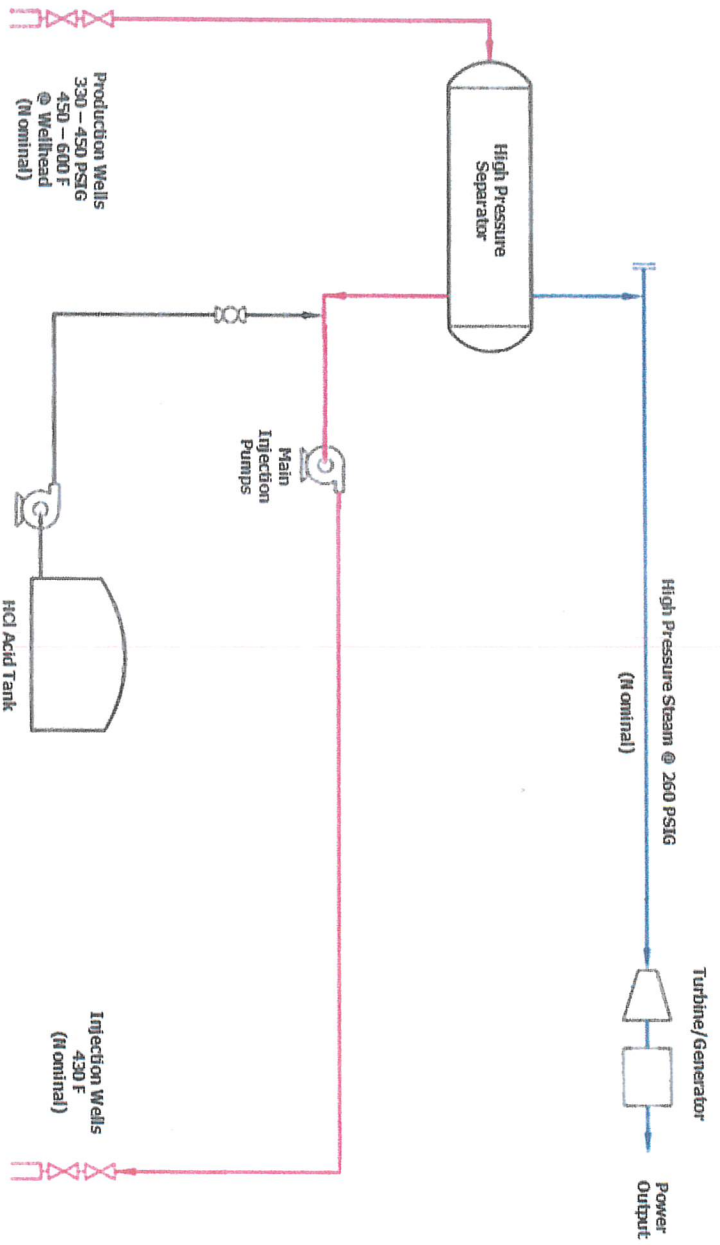 Production Wells
330 – 450 PSIG
450 – 600 F
@ Wellhead
(Nominal)
High Pressure
Separator
High Pressure Steam @ 260 PSIG
(Nominal)
Turbine/Generator
Power
Output
Main
Injection
Pumps
HCl Acid Tank
Injection Wells
430 F
(Nominal)